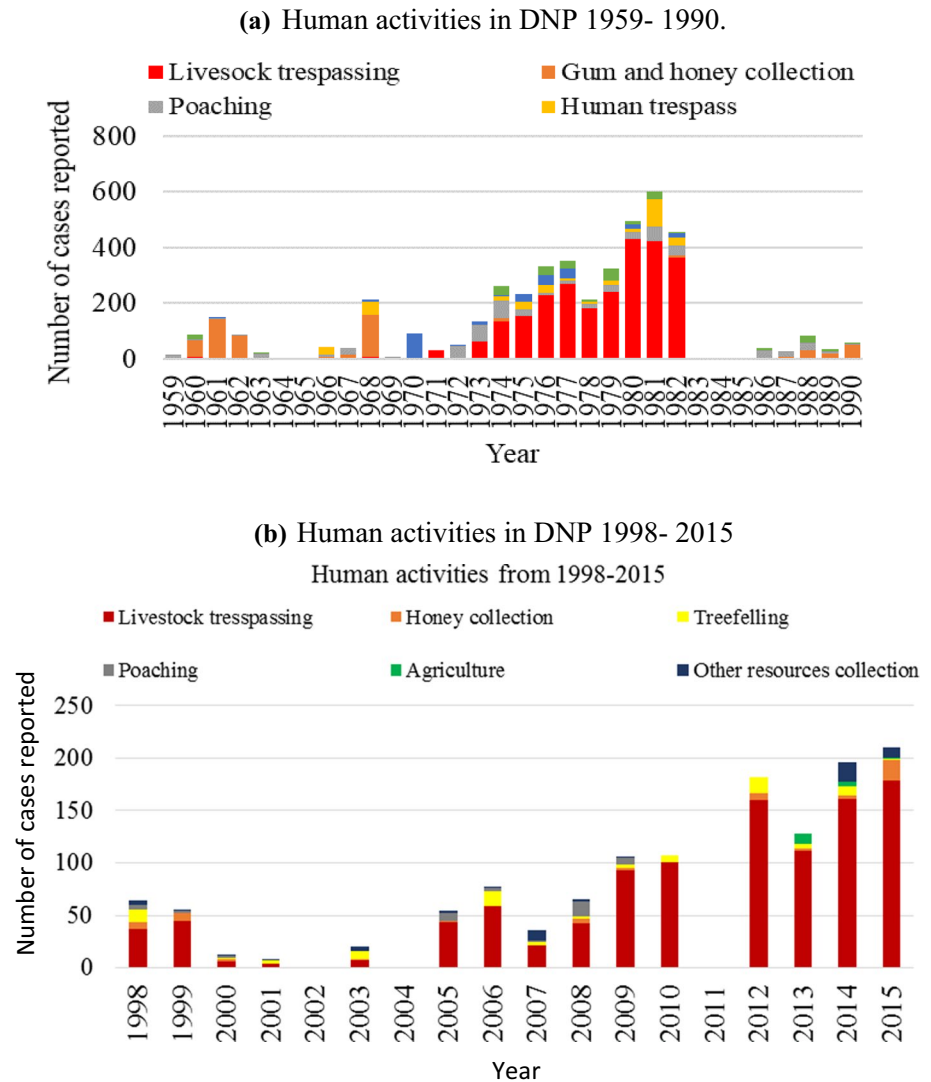 (a) Human activities in DNP 1959- 1990.
Livesock trespassing Gum and honey collection
Poaching Human trespass
Number of cases reported
800
600
400
200
0
1959 1960 1961 1962 1963 1964 1965 1966 1967 1968 1969 1970 1971 1972 1973 1974 1975 1976 1977 1978 1979 1980 1981 1982 1983 1984 1985 1986 1987 1988 1989 1990
Year
(b) Human activities in DNP 1998- 2015
Human activities from 1998-2015
Livestock tresspassing Honey collection Treefelling
Poaching Agriculture Other resources collection
Number of cases reported
250
200
150
100
50
0
1998 1999 2000 2001 2002 2003 2004 2005 2006 2007 2008 2009 2010 2011 2012 2013 2014 2015
Year